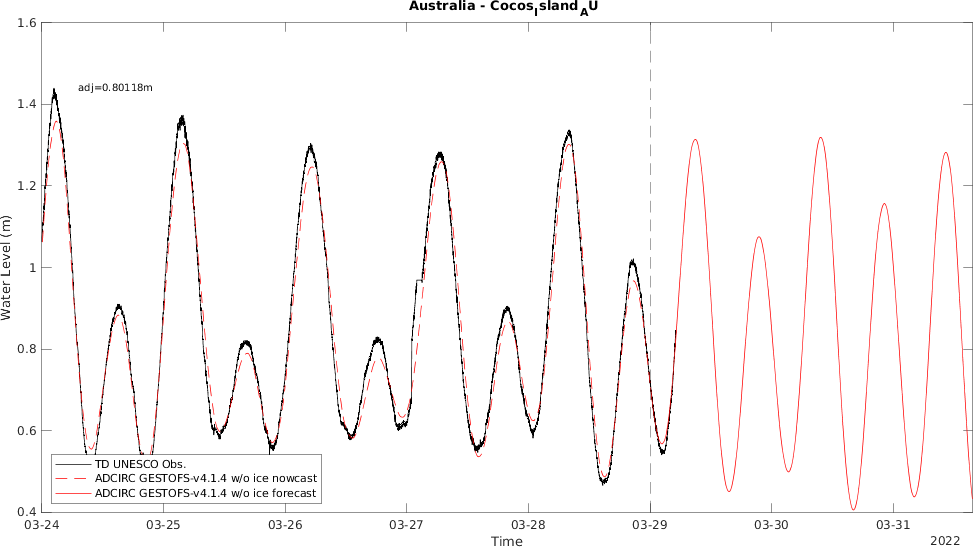 Australia - Cocos_Island_AU
1.6
1.4
1.2
1
0.8
0.6
0.4
Water Level (m)
adj=0.80118m
TD UNESCO Obs.
ADCIRC GESTOFS-v4.1.4 w/o ice nowcast
ADCIRC GESTOFS-v4.1.4 w/o ice forecast
03-24
03-25
03-26
03-27
03-28
03-29
03-30
03-31
Time
2022